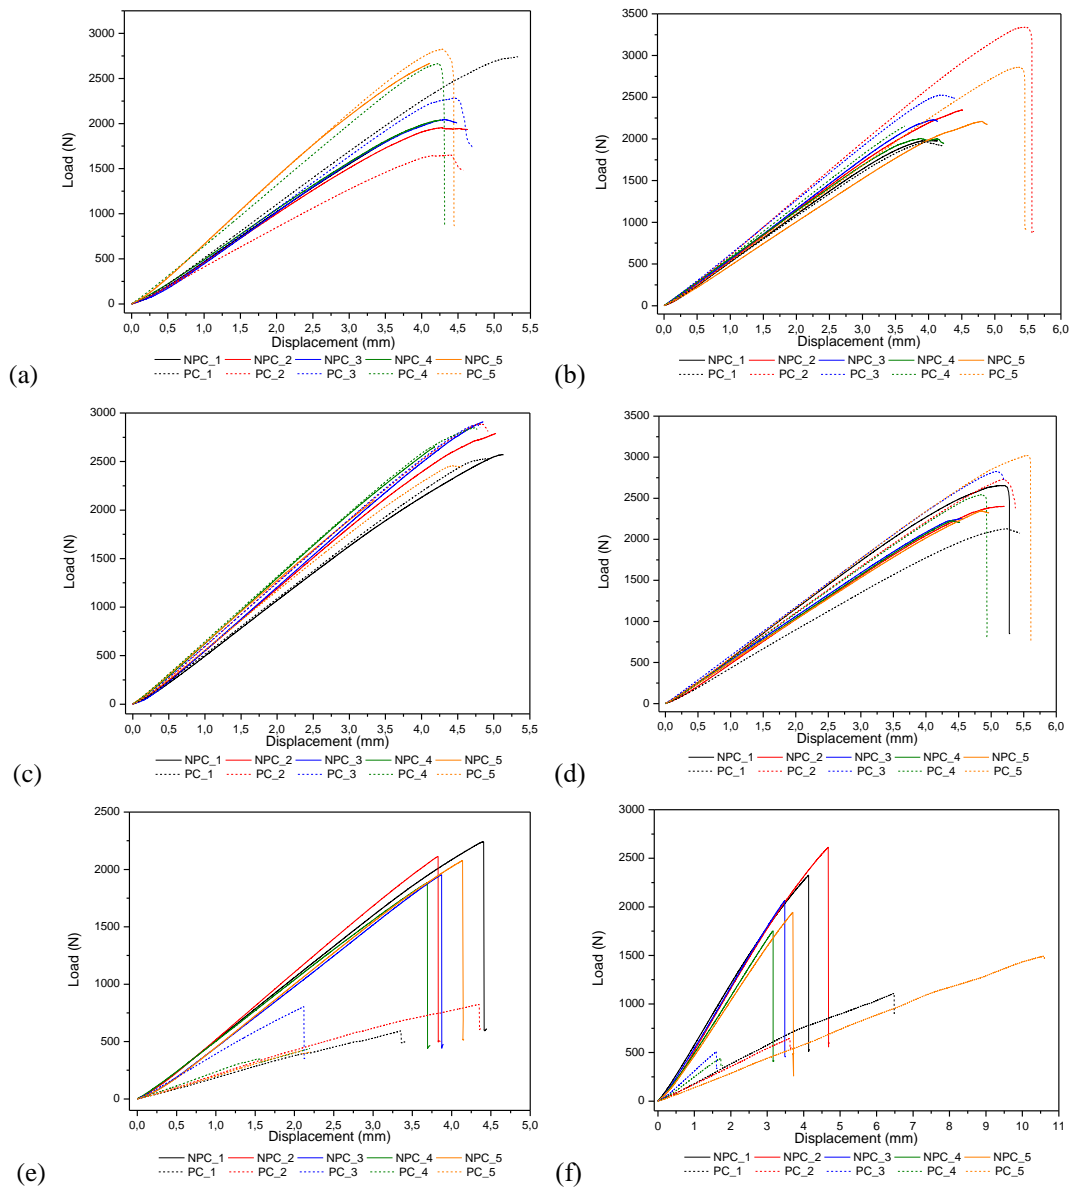 3000
2500
2000
1500
1000
500
0
Load (N)
0,0 0,5 1,0 1,5 2,0 2,5 3,0 3,5 4,0 4,5 5,0 5,5
Displacement (mm)
NPC_1 NPC_2 NPC_3 NPC_4 NPC_5
PC_1 PC_2 PC_3 PC_4 PC_5
(a)
3500
3000
2500
2000
1500
1000
500
0
Load (N)
0,0 0,5 1,0 1,5 2,0 2,5 3,0 3,5 4,0 4,5 5,0 5,5 6,0
Displacement (mm)
NPC_1 NPC_2 NPC_3 NPC_4 NPC_5
PC_1 PC_2 PC_3 PC_4 PC_5
(b)
3000
2500
2000
1500
1000
500
0
Load (N)
0,0 0,5 1,0 1,5 2,0 2,5 3,0 3,5 4,0 4,5 5,0 5,5
Displacement (mm)
NPC_1 NPC_2 NPC_3 NPC_4 NPC_5
PC_1 PC_2 PC_3 PC_4 PC_5
(c)
3500
3000
2500
2000
1500
1000
500
0
Load (N)
0,0 0,5 1,0 1,5 2,0 2,5 3,0 3,5 4,0 4,5 5,0 5,5 6,0
Displacement (mm)
NPC_1 NPC_2 NPC_3 NPC_4 NPC_5
PC_1 PC_2 PC_3 PC_4 PC_5
(d)
2500
2000
1500
1000
500
0
Load (N)
0,0 0,5 1,0 1,5 2,0 2,5 3,0 3,5 4,0 4,5 5,0
Displacement (mm)
NPC_1 NPC_2 NPC_3 NPC_4 NPC_5
PC_1 PC_2 PC_3 PC_4 PC_5
(e)
3000
2500
2000
1500
1000
500
0
Load (N)
0 1 2 3 4 5 6 7 8 9 10 11
Displacement (mm)
NPC_1 NPC_2 NPC_3 NPC_4 NPC_5
PC_1 PC_2 PC_3 PC_4 PC_5
(f)